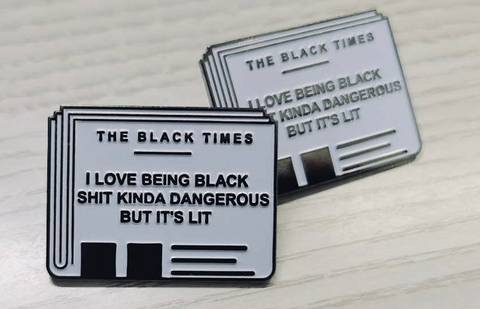 THE BLACK TIMES
I LOVE BEING BLACK
SHIT KINDA DANGEROUS
BUT IT'S LIT
THE BLACK TIMES
I LOVE BEING BLACK
KINDA DANGEROUS
BUT IT'S LIT